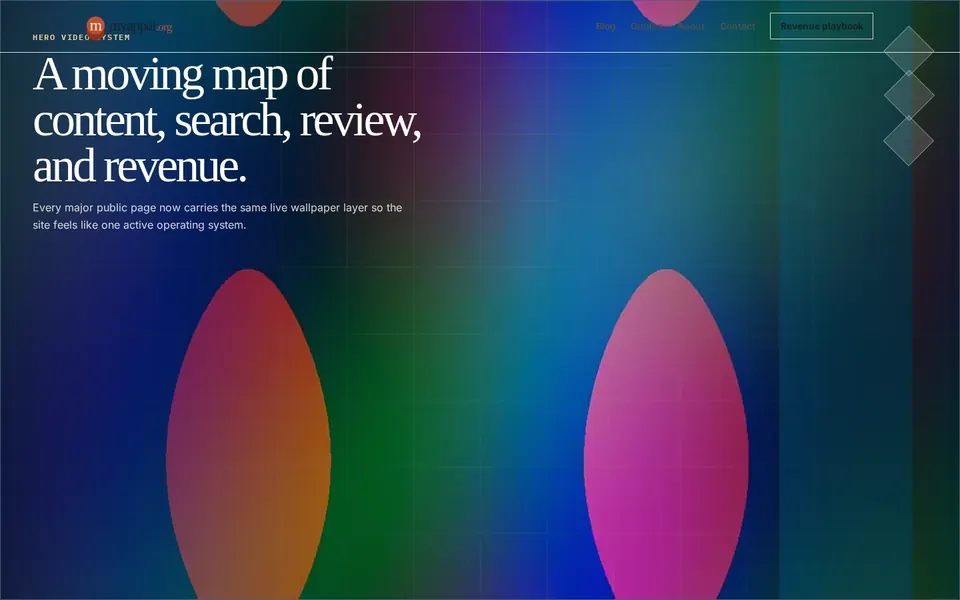 m myappai.org
Blog
About
Contact
Revenue playbook
HERO VIDEO SYSTEM
A moving map of
content, search, review,
and revenue.
Every major public page now carries the same live wallpaper layer so the
site feels like one active operating system.